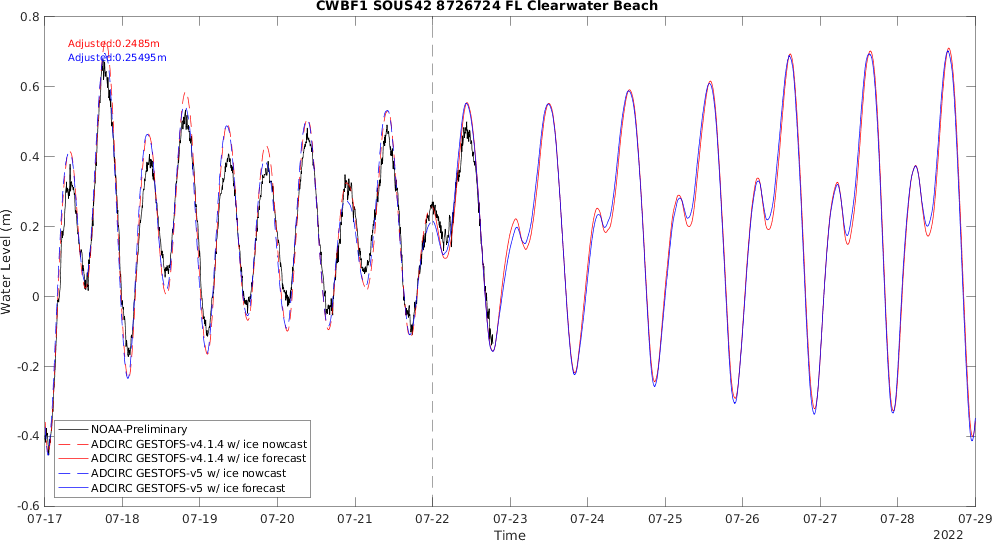 CWBF1 SOUS42 8726724 FL Clearwater Beach
Adjusted:0.2485m
Adjusted:0.25495m
0.8
0.6
0.4
0.2
0
-0.2
-0.4
-0.6
Water Level (m)
NOAA-Preliminary
ADCIRC GESTOFS-v4.1.4 w/ ice nowcast
ADCIRC GESTOFS-v4.1.4 w/ ice forecast
ADCIRC GESTOFS-v5 w/ ice nowcast
ADCIRC GESTOFS-v5 w/ ice forecast
07-17 07-18 07-19 07-20 07-21 07-22 07-23 07-24 07-25 07-26 07-27 07-28 07-29
Time
2022